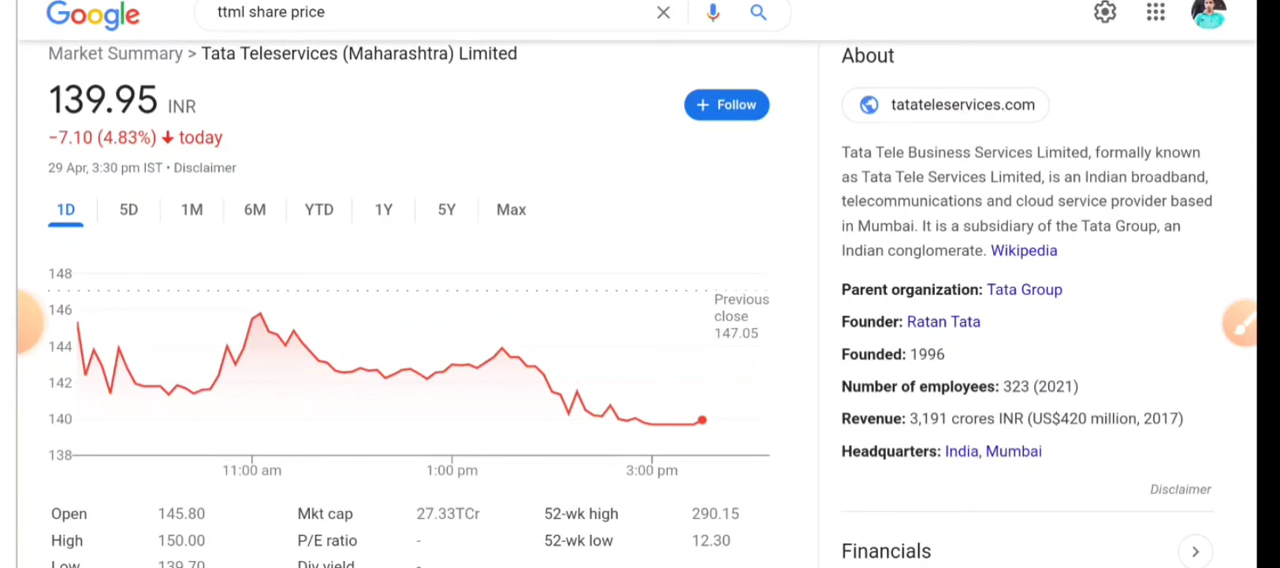 Google
ttml share price
Market Summary > Tata Teleservices (Maharashtra) Limited
139.95 INR
+ Follow
−7.10 (4.83%) ↓ today
29 Apr, 3:30 pm IST • Disclaimer
1D 5D 1M 6M YTD 1Y 5Y Max
148
146
144
142
140
138
Previous
close
147.05
11:00 am 1:00 pm 3:00 pm
Open 145.80 Mkt cap 27.33TCr 52-wk high 290.15
High 150.00 P/E ratio - 52-wk low 12.30
Low 139.70 Div yield -
About
tatateleservices.com
Tata Tele Business Services Limited, formally known
as Tata Tele Services Limited, is an Indian broadband,
telecommunications and cloud service provider based
in Mumbai. It is a subsidiary of the Tata Group, an
Indian conglomerate. Wikipedia
Parent organization: Tata Group
Founder: Ratan Tata
Founded: 1996
Number of employees: 323 (2021)
Revenue: 3,191 crores INR (US$420 million, 2017)
Headquarters: India, Mumbai
Disclaimer
Financials